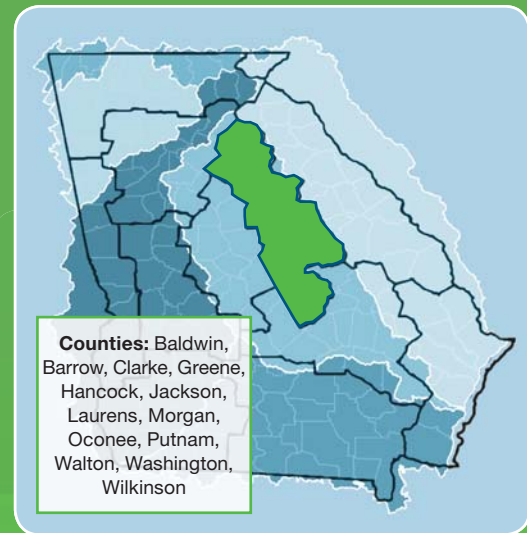 Counties: Baldwin,
Barrow, Clarke, Greene,
Hancock, Jackson,
Laurens, Morgan,
Oconee, Putnam,
Walton, Washington,
Wilkinson